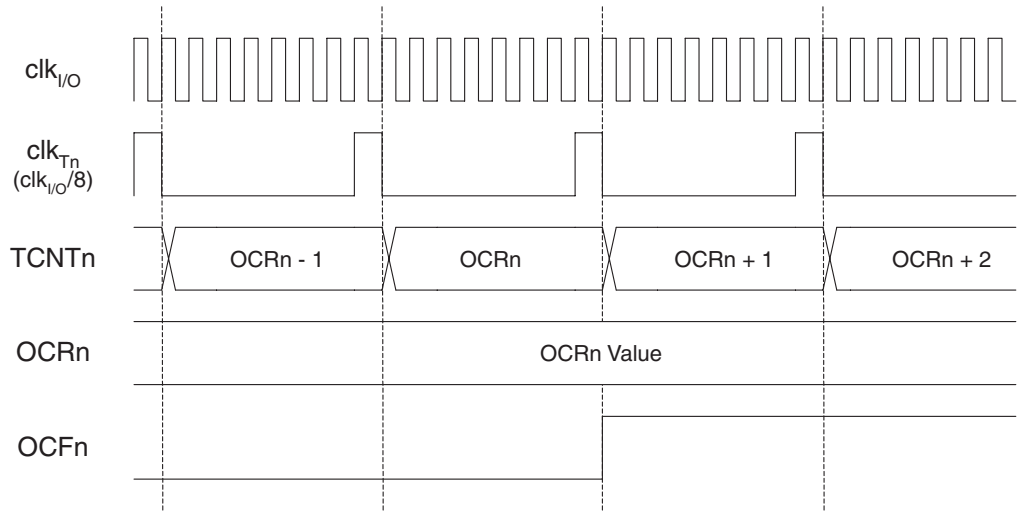 clkI/O
clkTn
(clkI/O/8)
TCNTn
OCRn - 1
OCRn
OCRn + 1
OCRn + 2
OCRn
OCRn Value
OCFn